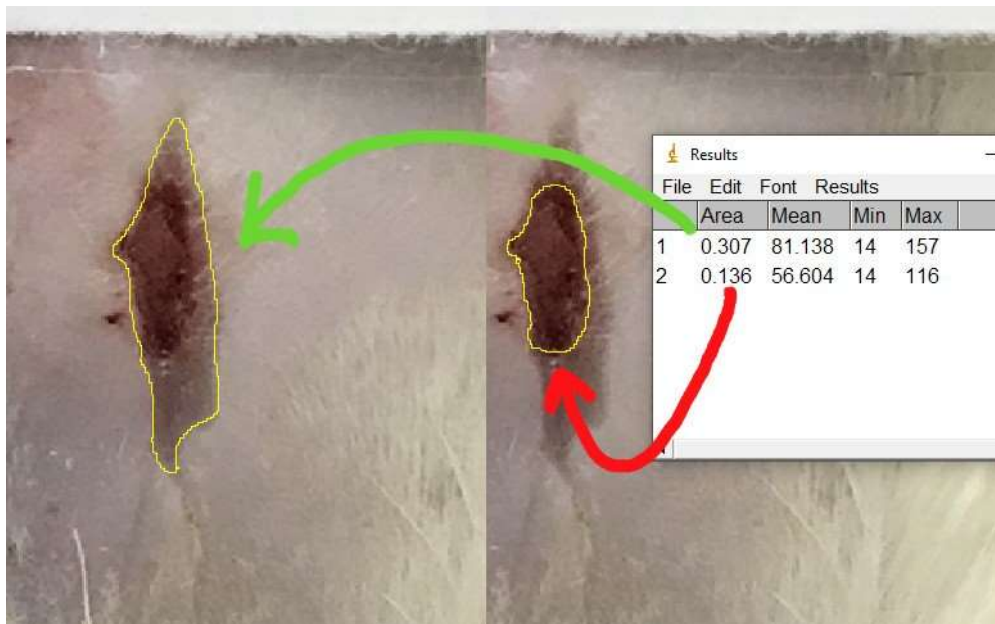 Results
File Edit Font Results
Area Mean Min Max
1 0.307 81.138 14 157
2 0.136 56.604 14 116